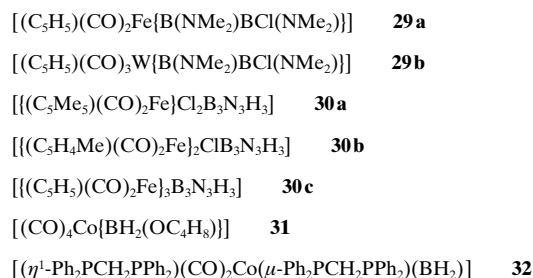 [(C₅H₅)(CO)₂Fe{B(NMe₂)BCl(NMe₂)}] 29a
[(C₅H₅)(CO)₃W{B(NMe₂)BCl(NMe₂)}] 29b
[{(C₅Me₅)(CO)₂Fe}Cl₂B₃N₃H₃] 30a
[{(C₅H₄Me)(CO)₂Fe}₂ClB₃N₃H₃] 30b
[{(C₅H₅)(CO)₂Fe}₃B₃N₃H₃] 30c
[(CO)₄Co{BH₂(OC₄H₈)}] 31
[(η¹-Ph₂PCH₂PPh₂)(CO)₂Co(μ-Ph₂PCH₂PPh₂)(BH₂)] 32